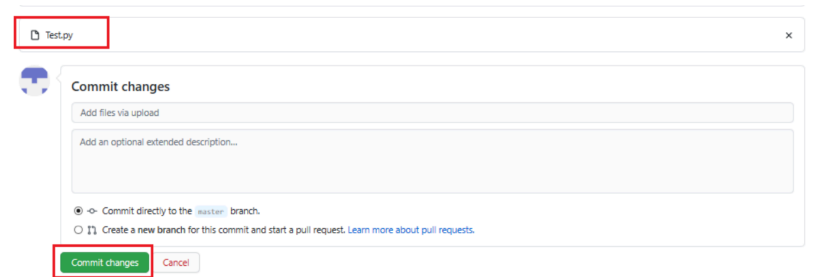 Test.py
Commit changes
Add files via upload
Add an optional extended description...
Commit directly to the master branch.
Create a new branch for this commit and start a pull request. Learn more about pull requests.
Commit changes Cancel